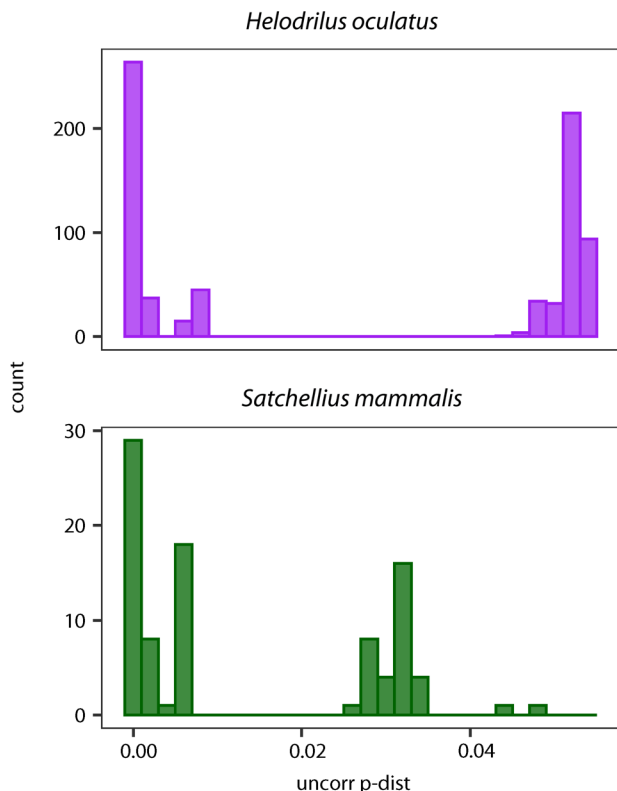 Helodrilus oculatus
200
100
0
count
Satchellius mammalis
30
20
10
0
0.00 0.02 0.04
uncorr p-dist